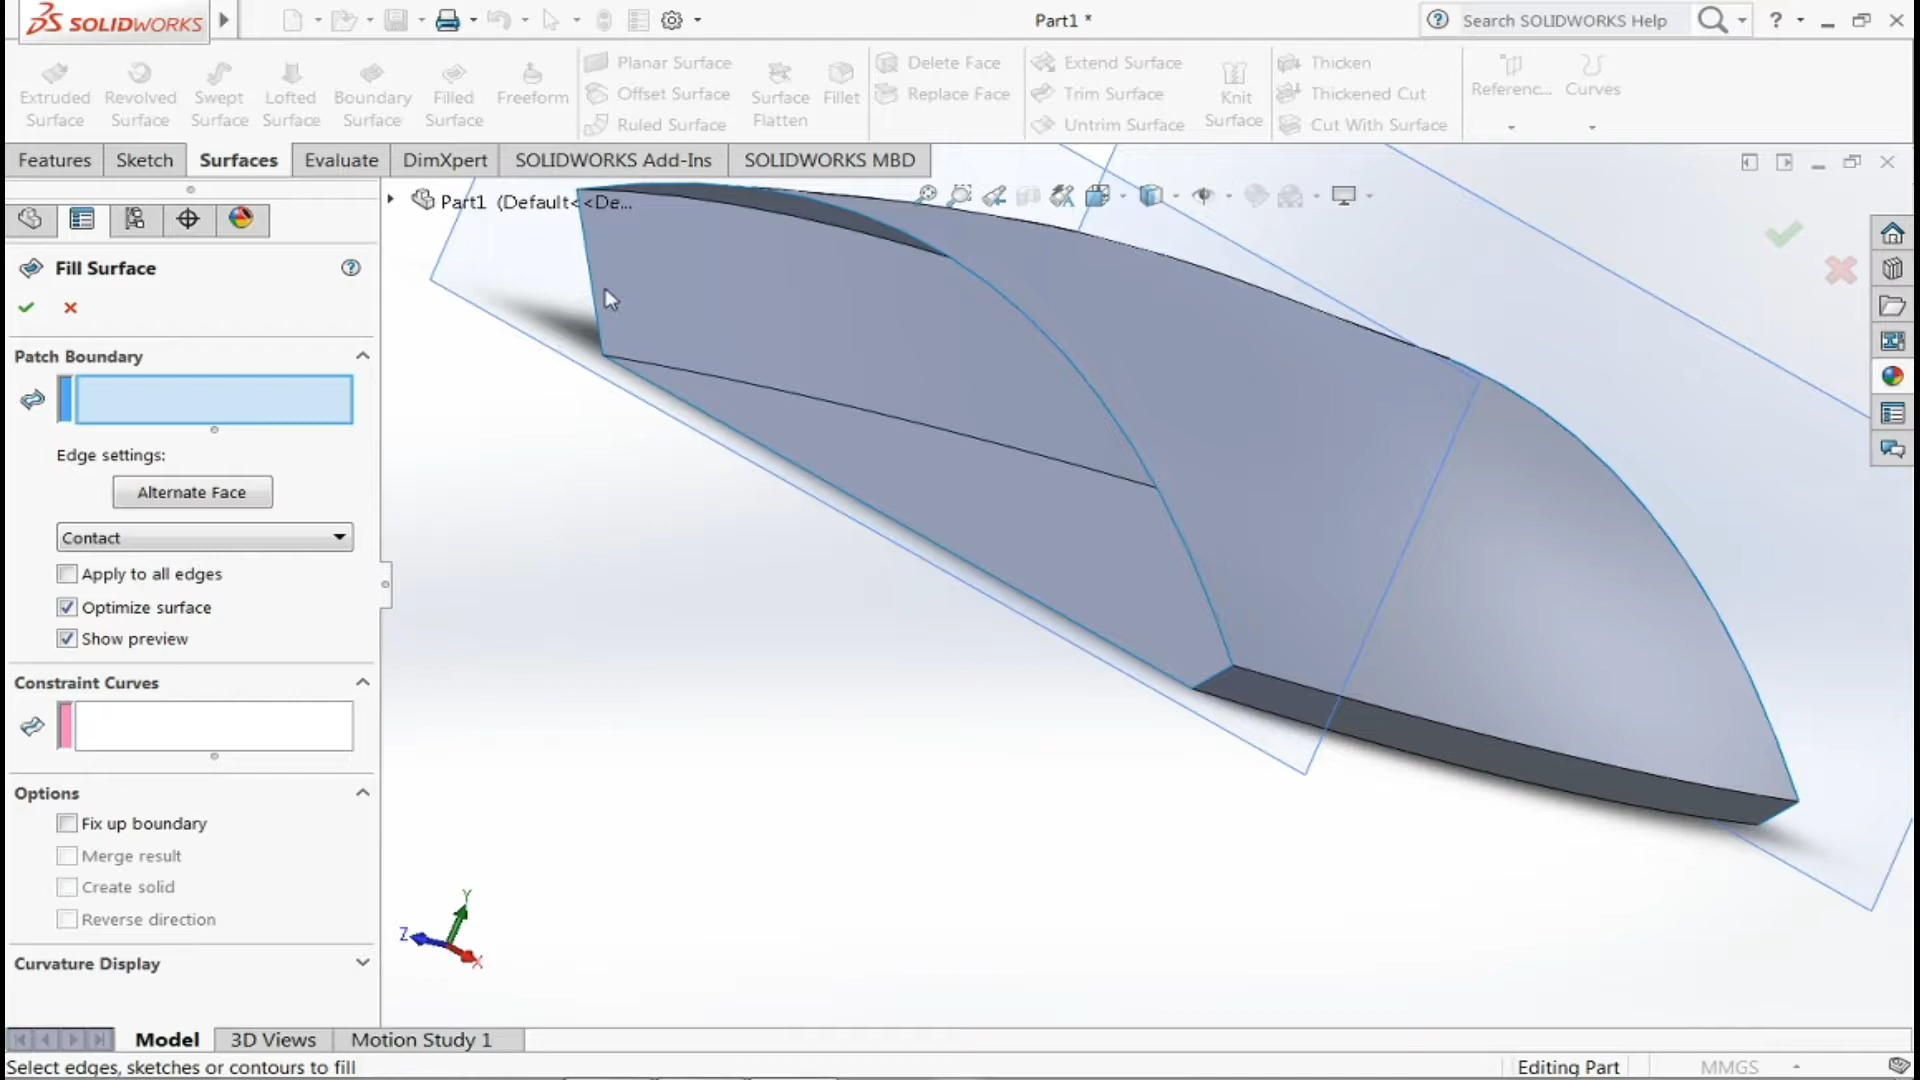 SOLIDWORKS
Part1 *
Search SOLIDWORKS Help
?
Extruded Surface
Revolved Surface
Swept Surface
Lofted Surface
Boundary Surface
Filled Surface
Freeform
Planar Surface
Offset Surface
Ruled Surface
Surface Flatten
Fillet
Delete Face
Replace Face
Extend Surface
Trim Surface
Untrim Surface
Knit Surface
Thicken
Thickened Cut
Cut With Surface
Referenc...
Curves
Features
Sketch
Surfaces
Evaluate
DimXpert
SOLIDWORKS Add-Ins
SOLIDWORKS MBD
Part1 (Default<<De...
Fill Surface
?
Patch Boundary
Edge settings:
Alternate Face
Contact
Apply to all edges
Optimize surface
Show preview
Constraint Curves
Options
Fix up boundary
Merge result
Create solid
Reverse direction
Curvature Display
Y
Z
X
Model
3D Views
Motion Study 1
Select edges, sketches or contours to fill
Editing Part
MMGS